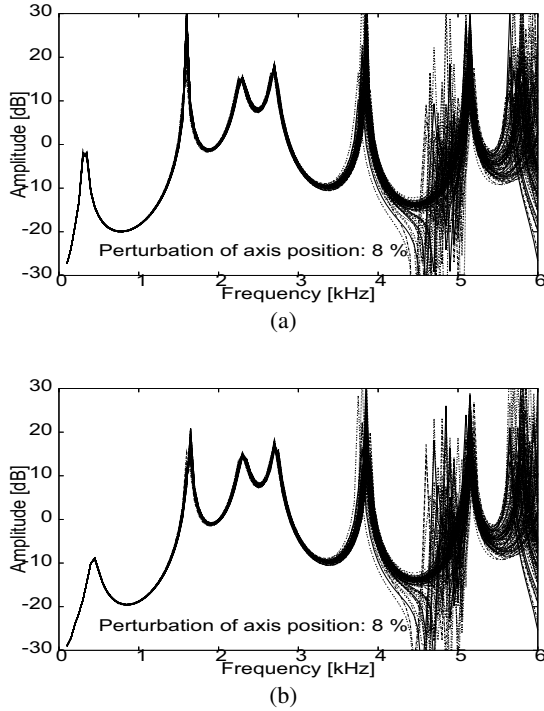 30
20
10
0
-10
-20
-30
Amplitude [dB]
Perturbation of axis position: 8 %
0 1 2 3 4 5 6
Frequency [kHz]
(a)
30
20
10
0
-10
-20
-30
Amplitude [dB]
Perturbation of axis position: 8 %
0 1 2 3 4 5 6
Frequency [kHz]
(b)